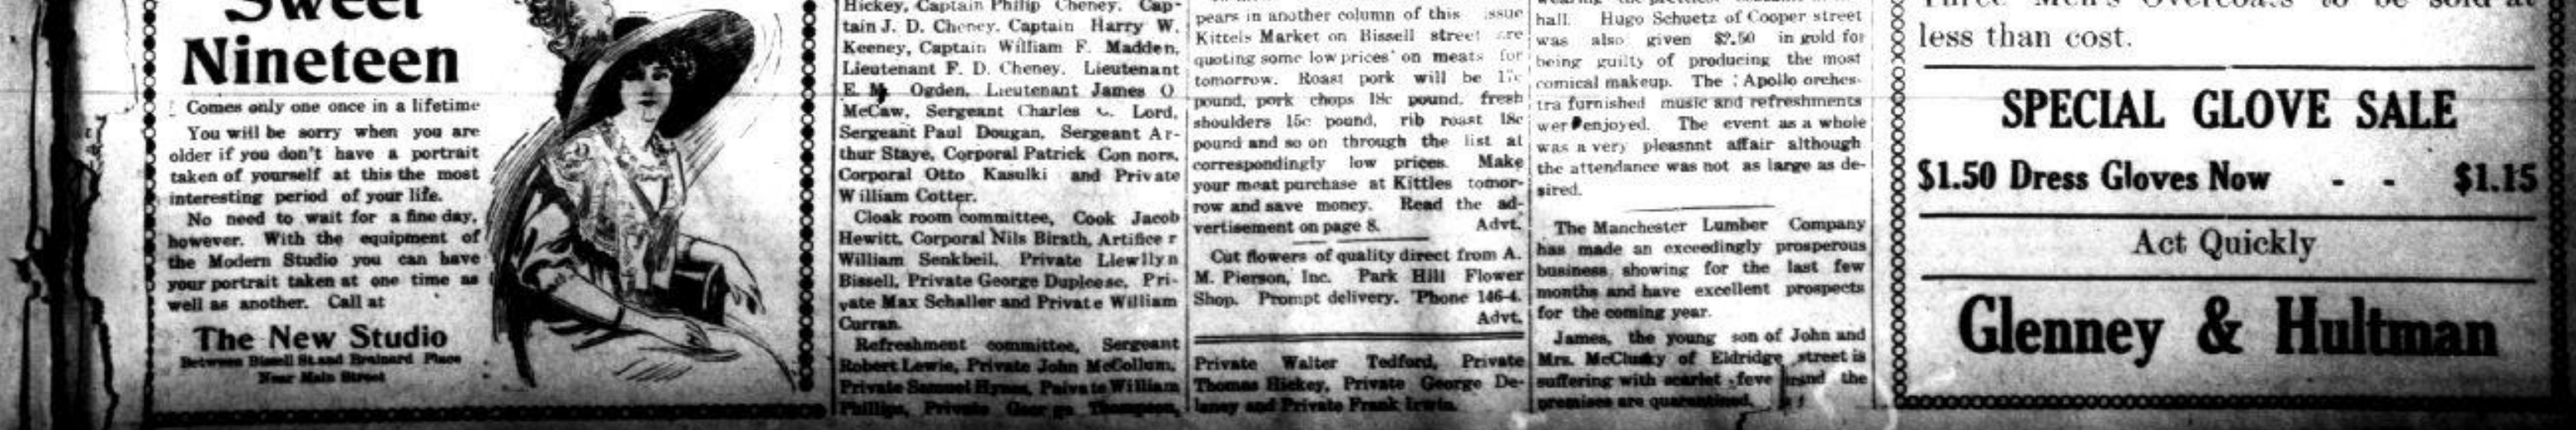 Sweet
Nineteen
Comes only one once in a lifetime
You will be sorry when you are
older if you don't have a portrait
taken of yourself at this the most
interesting period of your life.
No need to wait for a fine day,
however. With the equipment of
the Modern Studio you can have
your portrait taken at one time as
well as another. Call at
The New Studio
Between Bissell St. and Brainard Place
Near Main Street
Hickey, Captain Philip Cheney. Cap-
tain J. D. Cheney. Captain Harry W.
Keeney, Captain William F. Madden,
Lieutenant F. D. Cheney. Lieutenant
E. M. Ogden, Lieutenant James O
McCaw, Sergeant Charles Lord,
Sergeant Paul Dougan, Sergeant Ar-
thur Staye, Corporal Patrick Con nors,
Corporal Otto Kasulki and Private
William Cotter.
Cloak room committee, Cook Jacob
Hewitt, Corporal Nils Birath, Artifice r
William Senkbeil, Private Llewllyn
Bissell, Private George Dupleese, Pri-
vate Max Schaller and Private William
Curran.
Refreshment committee, Sergeant
Robert Lewie, Private John McCollum,
Private Samuel Hynes, Paivate William
Phillips, Private Geor ge Thompson,
pears in another column of this issue
Kittels Market on Bissell street are
quoting some low prices on meats for
tomorrow. Roast pork will be 17c
pound, pork chops 18c pound, fresh
shoulders 15c pound, rib roast 18c
pound and so on through the list at
correspondingly low prices. Make
your meat purchase at Kittles tomor-
row and save money. Read the ad-
vertisement on page 8. Advt.
Cut flowers of quality direct from A.
M. Pierson, Inc. Park Hill Flower
Shop. Prompt delivery. 'Phone 146-4.
Advt.
Private Walter Tedford, Private
Thomas Hickey, Private George De-
laney and Private Frank Irwin.
hall. Hugo Schuetz of Cooper street
was also given $2.50 in gold for
being guilty of producing the most
comical makeup. The Apollo orches-
tra furnished music and refreshments
were enjoyed. The event as a whole
was a very pleasnnt affair although
the attendance was not as large as de-
sired.
The Manchester Lumber Company
has made an exceedingly prosperous
business showing for the last few
months and have excellent prospects
for the coming year.
James, the young son of John and
Mrs. McClusky of Eldridge street is
suffering with scarlet feve and the
premises are quarantined.
Three Men's Overcoats to be sold at
less than cost.
SPECIAL GLOVE SALE
$1.50 Dress Gloves Now - - $1.15
Act Quickly
Glenney & Hultman